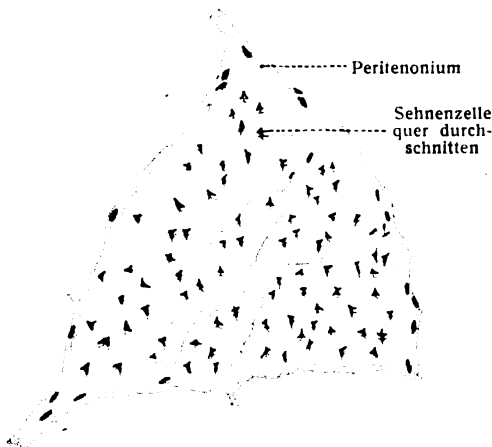 Peritenonium
Sehnenzelle
quer durch-
schnitten